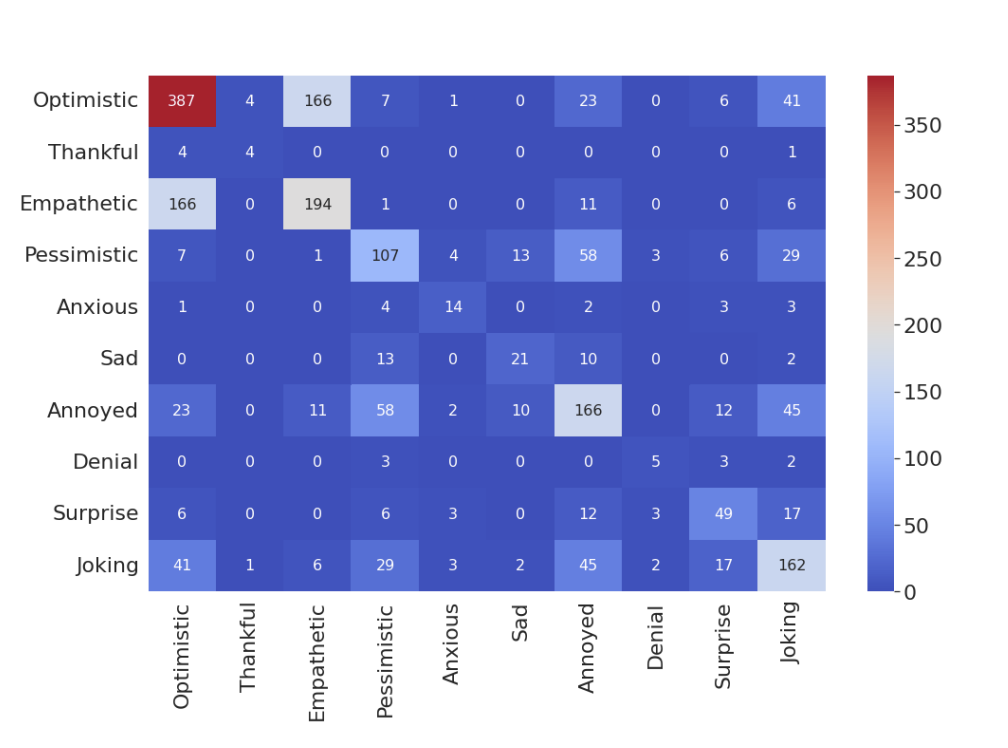 Optimistic 387 4 166 7 1 0 23 0 6 41
Thankful 4 4 0 0 0 0 0 0 0 1
Empathetic 166 0 194 1 0 0 11 0 0 6
Pessimistic 7 0 1 107 4 13 58 3 6 29
Anxious 1 0 0 4 14 0 2 0 3 3
Sad 0 0 0 13 0 21 10 0 0 2
Annoyed 23 0 11 58 2 10 166 0 12 45
Denial 0 0 0 3 0 0 0 5 3 2
Surprise 6 0 0 6 3 0 12 3 49 17
Joking 41 1 6 29 3 2 45 2 17 162
Optimistic
Thankful
Empathetic
Pessimistic
Anxious
Sad
Annoyed
Denial
Surprise
Joking
350
300
250
200
150
100
50
0